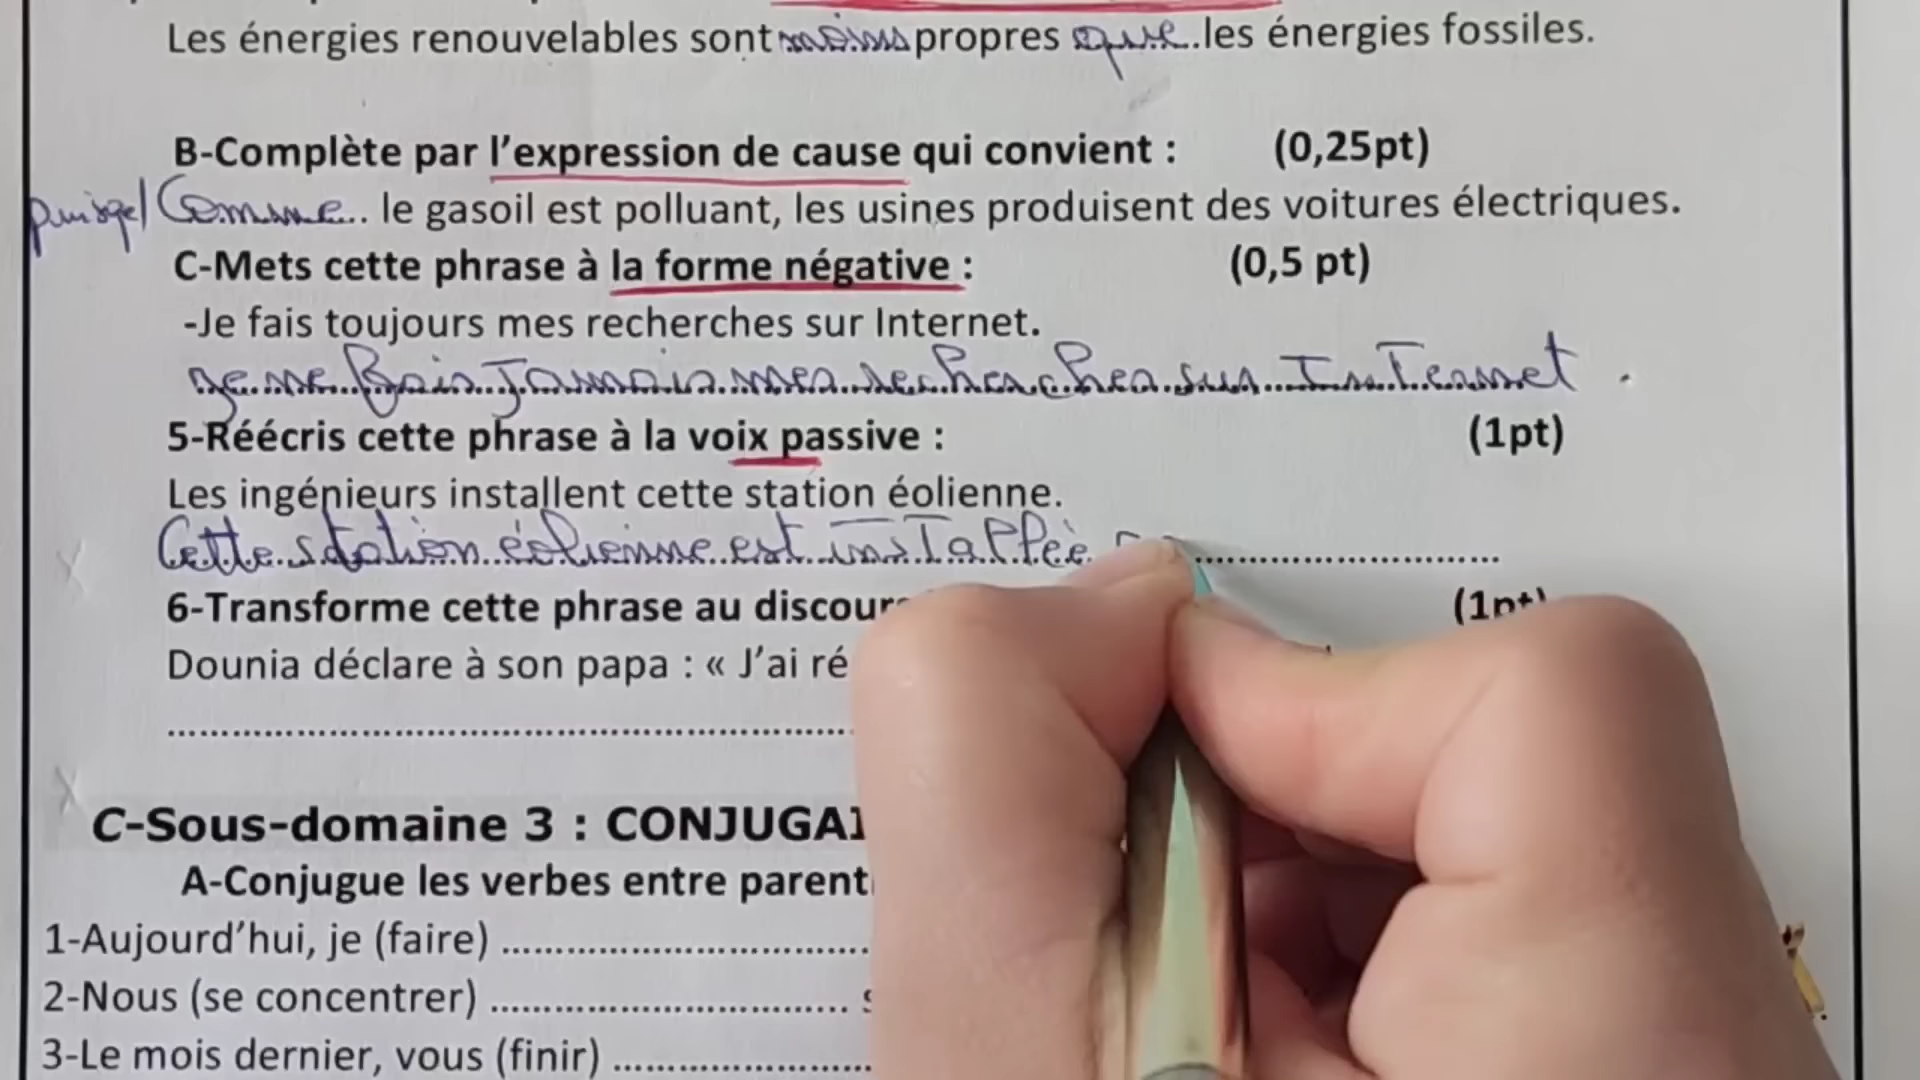 Les énergies renouvelables sont moins propres que les énergies fossiles.
B-Complète par l'expression de cause qui convient : (0,25pt)
puisque/ Comme... le gasoil est polluant, les usines produisent des voitures électriques.
C-Mets cette phrase à la forme négative : (0,5 pt)
-Je fais toujours mes recherches sur Internet.
Je ne fais Jamais mes recherches sur Internet.
5-Réécris cette phrase à la voix passive : (1pt)
Les ingénieurs installent cette station éolienne.
Cette station éolienne est installée
6-Transforme cette phrase au discours (1pt)
Dounia déclare à son papa : « J'ai ré
C-Sous-domaine 3 : CONJUGAI
A-Conjugue les verbes entre parent
1-Aujourd'hui, je (faire) ........................
2-Nous (se concentrer) ........................ s
3-Le mois dernier, vous (finir) ........................